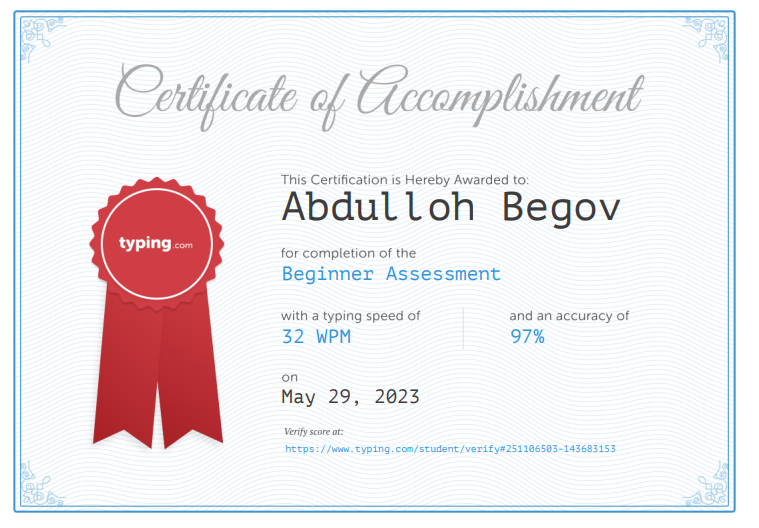 Certificate of Accomplishment
This Certification is Hereby Awarded to:
Abdulloh Begov
typing.com
for completion of the
Beginner Assessment
with a typing speed of
32 WPM
and an accuracy of
97%
on
May 29, 2023
Verify score at:
https://www.typing.com/student/verify#251106503-143683153